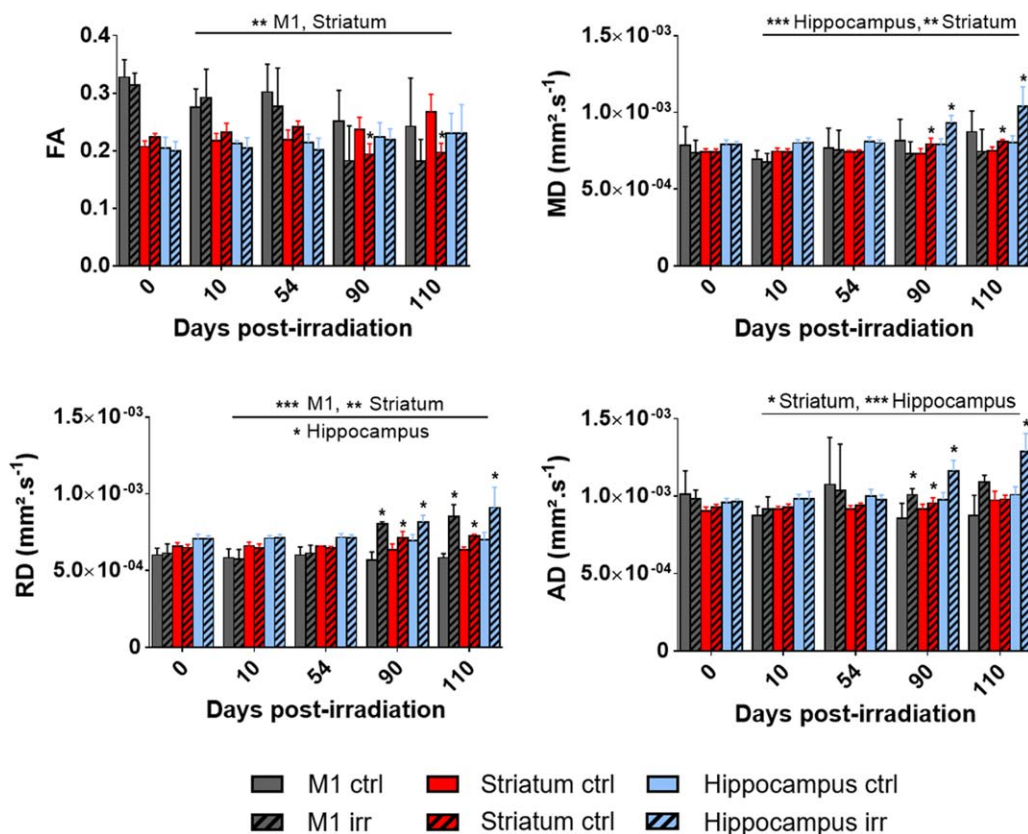 ** M1, Striatum
0.4
0.3
0.2
0.1
0.0
FA
* *
0 10 54 90 110
Days post-irradiation
*** Hippocampus, ** Striatum
1.5×10⁻⁰³
1.0×10⁻⁰³
5.0×10⁻⁰⁴
0
MD (mm².s⁻¹)
* * * *
0 10 54 90 110
Days post-irradiation
*** M1, ** Striatum
* Hippocampus
1.5×10⁻⁰³
1.0×10⁻⁰³
5.0×10⁻⁰⁴
0
RD (mm².s⁻¹)
* * * * * *
0 10 54 90 110
Days post-irradiation
* Striatum, *** Hippocampus
1.5×10⁻⁰³
1.0×10⁻⁰³
5.0×10⁻⁰⁴
0
AD (mm².s⁻¹)
* * * *
0 10 54 90 110
Days post-irradiation
M1 ctrl Striatum ctrl Hippocampus ctrl
M1 irr Striatum ctrl Hippocampus irr